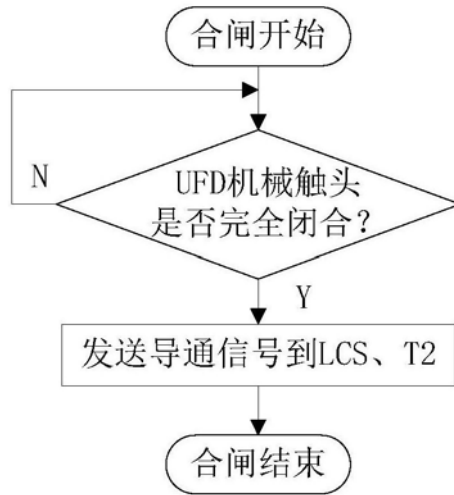 合闸开始
N
UFD机械触头
是否完全闭合？
Y
发送导通信号到LCS、T2
合闸结束